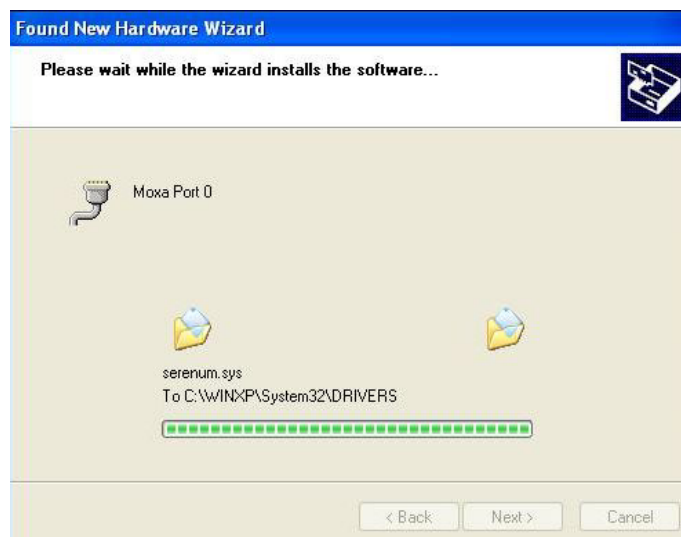 Found New Hardware Wizard
Please wait while the wizard installs the software...
Moxa Port 0
serenum.sys
To C:\WINXP\System32\DRIVERS
< Back Next > Cancel